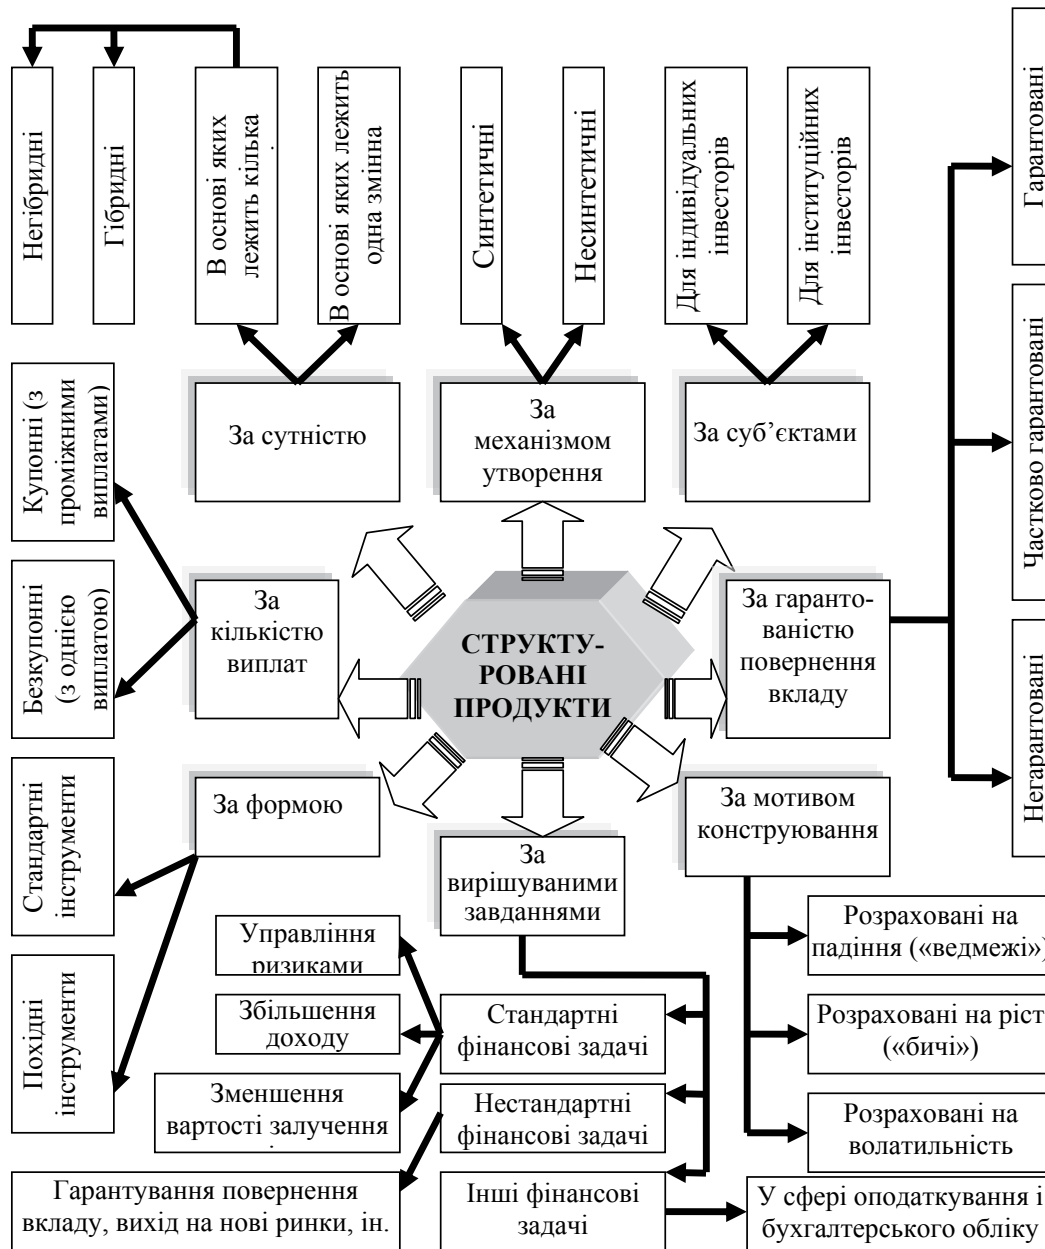 Негібридні
Гібридні
В основі яких
лежить кілька
В основі яких лежить
одна змінна
Синтетичні
Несинтетичні
Для індивідуальних
інвесторів
Для інституційних
інвесторів
Гарантовані
Частково гарантовані
Негарантовані
За сутністю
За
механізмом
утворення
За суб’єктами
Купонні (з
проміжними
виплатами)
Безкупонні
(з однією
виплатою)
За
кількістю
виплат
СТРУКТУ-
РОВАНІ
ПРОДУКТИ
За гаранто-
ваністю
повернення
вкладу
Стандартні
інструменти
Похідні
інструменти
За формою
За
вирішуваними
завданнями
За мотивом
конструювання
Управління
ризиками
Збільшення
доходу
Зменшення
вартості залучення
Стандартні
фінансові задачі
Нестандартні
фінансові задачі
Інші фінансові
задачі
Гарантування повернення
вкладу, вихід на нові ринки, ін.
Розраховані на
падіння («ведмежі»)
Розраховані на ріст
(«бичі»)
Розраховані на
волатильність
У сфері оподаткування і
бухгалтерського обліку